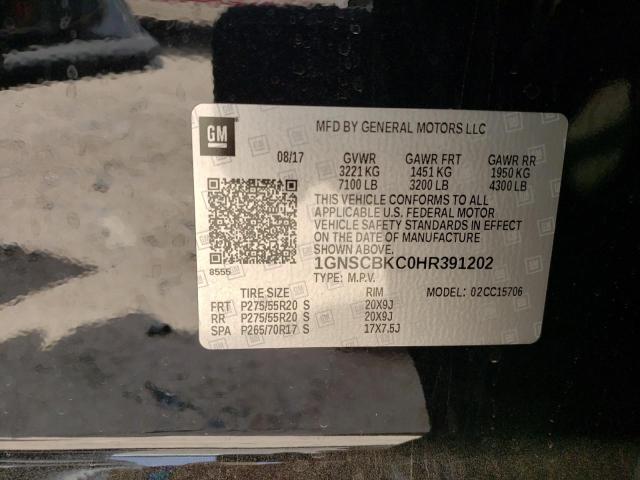 GM
MFD BY GENERAL MOTORS LLC
08/17 GVWR GAWR FRT GAWR RR
3221 KG 1451 KG 1950 KG
7100 LB 3200 LB 4300 LB
THIS VEHICLE CONFORMS TO ALL
APPLICABLE U.S. FEDERAL MOTOR
VEHICLE SAFETY STANDARDS IN EFFECT
ON THE DATE OF MANUFACTURE
SHOWN ABOVE.
8555
1GNSCBKC0HR391202
TYPE: M.P.V.
TIRE SIZE RIM MODEL: 02CC15706
FRT P275/55R20 S 20X9J
RR P275/55R20 S 20X9J
SPA P265/70R17 S 17X7.5J